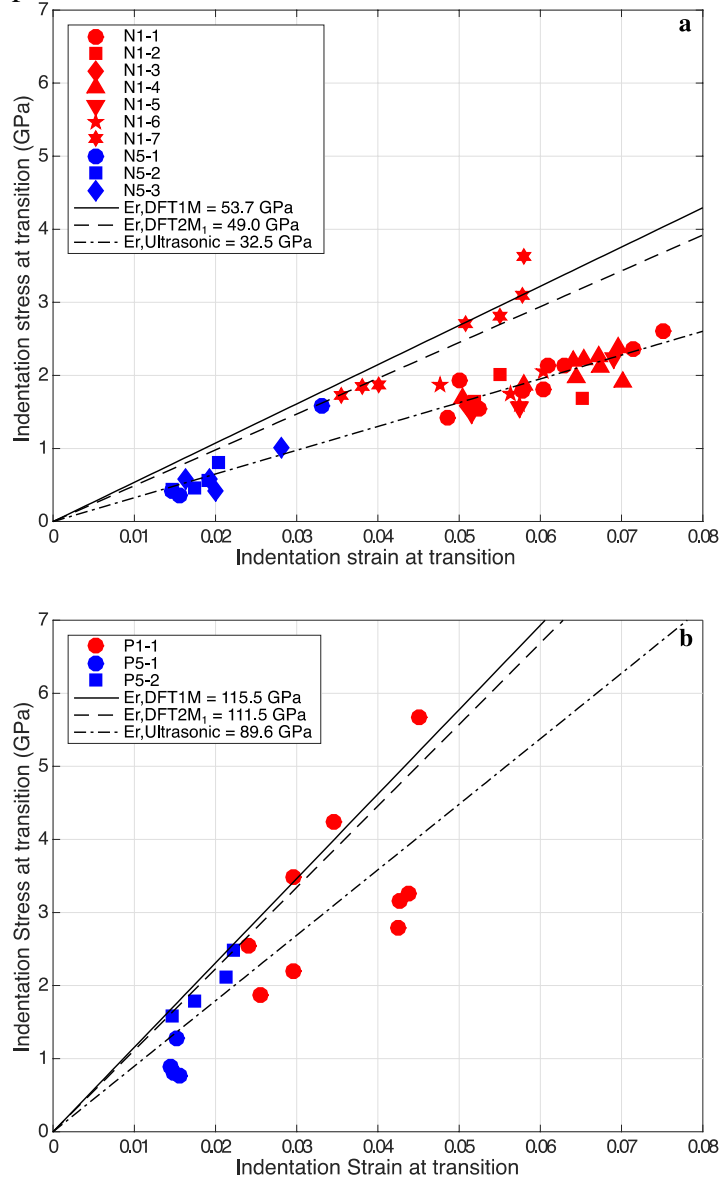 7
6
5
4
3
2
1
0
Indentation stress at transition (GPa)
a
N1-1
N1-2
N1-3
N1-4
N1-5
N1-6
N1-7
N5-1
N5-2
N5-3
Er,DFT1M = 53.7 GPa
Er,DFT2M₁ = 49.0 GPa
Er,Ultrasonic = 32.5 GPa
0 0.01 0.02 0.03 0.04 0.05 0.06 0.07 0.08
Indentation strain at transition
7
6
5
4
3
2
1
0
Indentation Stress at transition (GPa)
b
P1-1
P5-1
P5-2
Er,DFT1M = 115.5 GPa
Er,DFT2M₁ = 111.5 GPa
Er,Ultrasonic = 89.6 GPa
0 0.01 0.02 0.03 0.04 0.05 0.06 0.07 0.08
Indentation Strain at transition